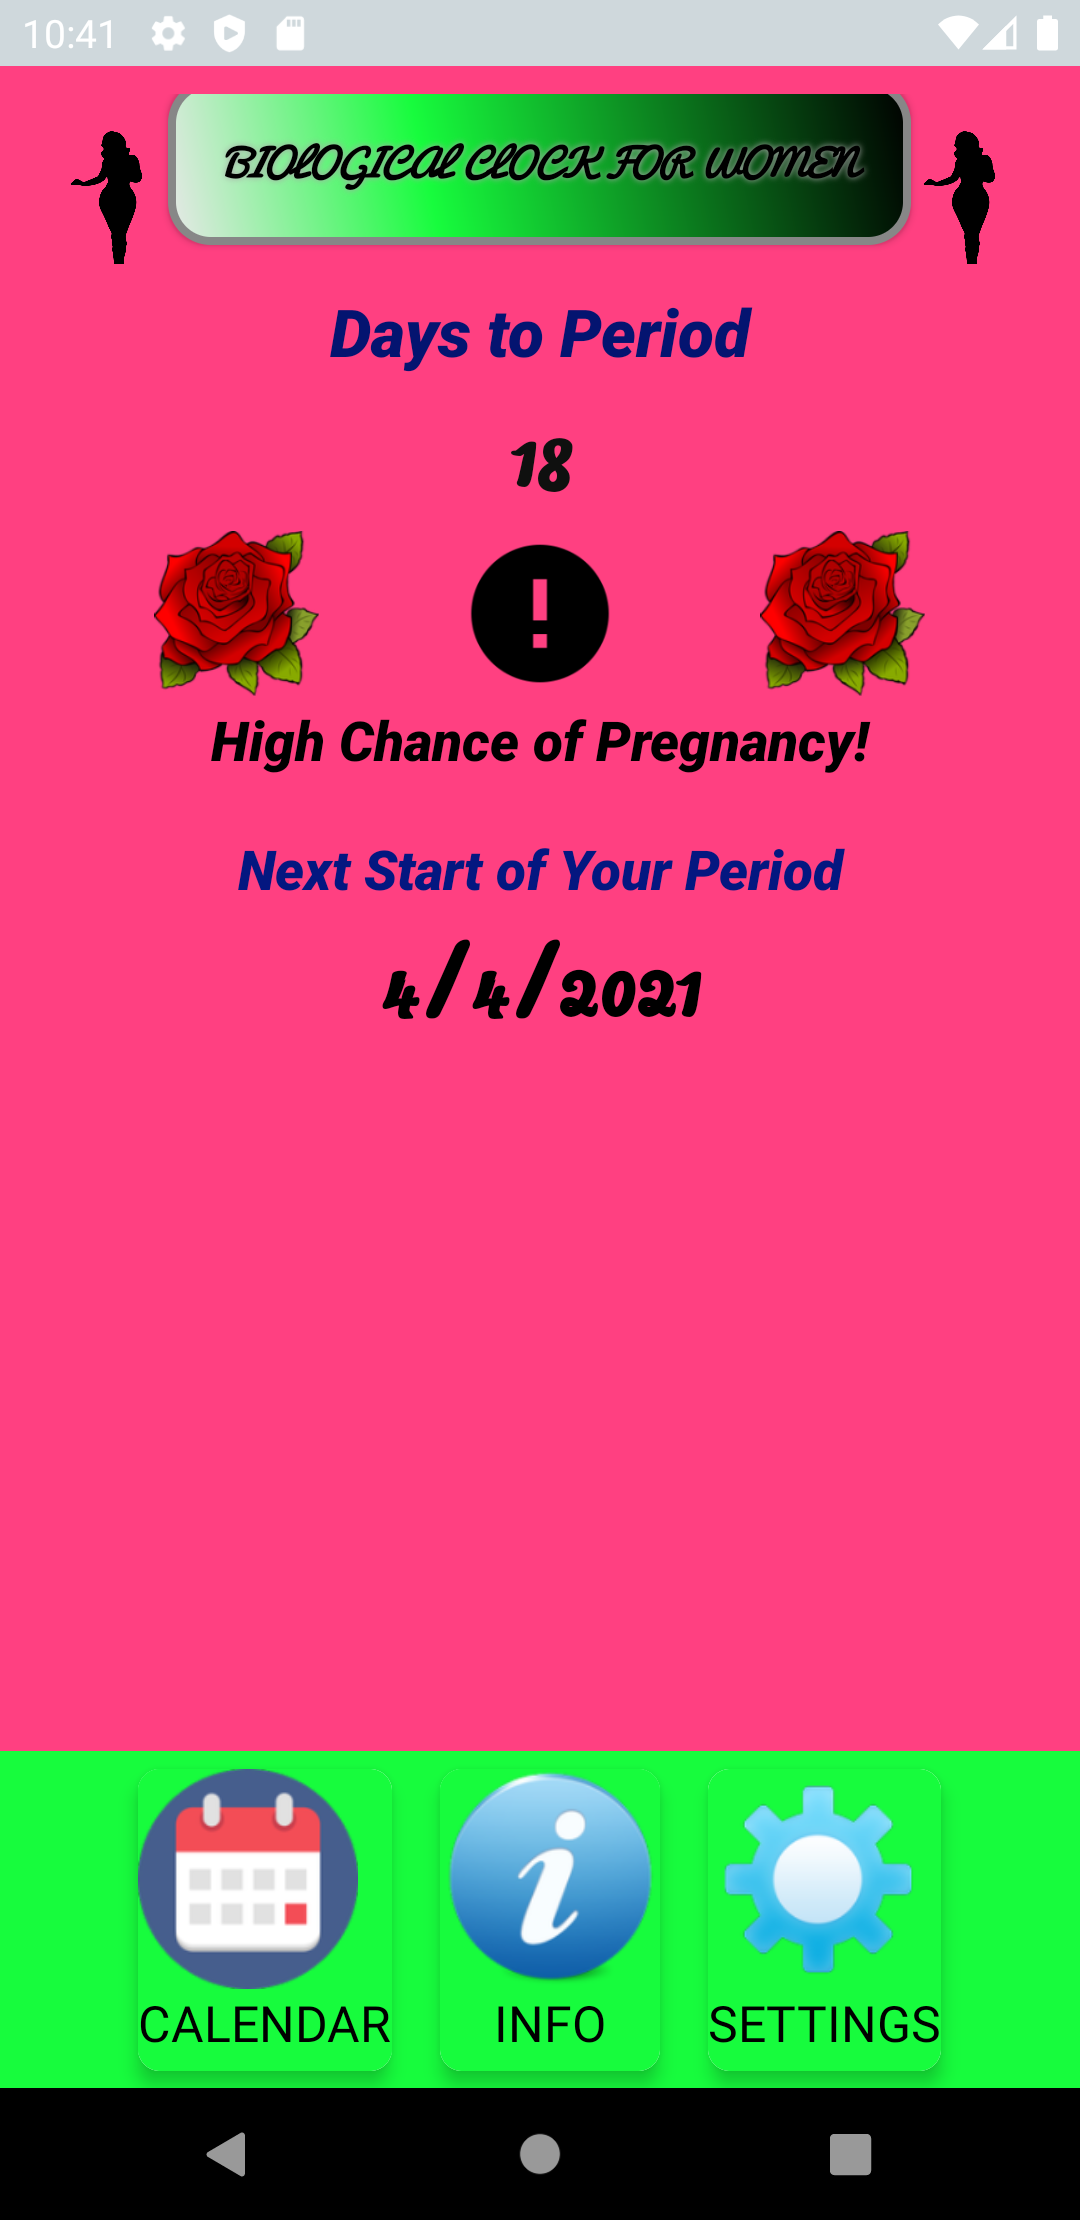 10:41
BIOLOGICAL CLOCK FOR WOMEN
Days to Period
18
High Chance of Pregnancy!
Next Start of Your Period
4/4/2021
CALENDAR
INFO
SETTINGS